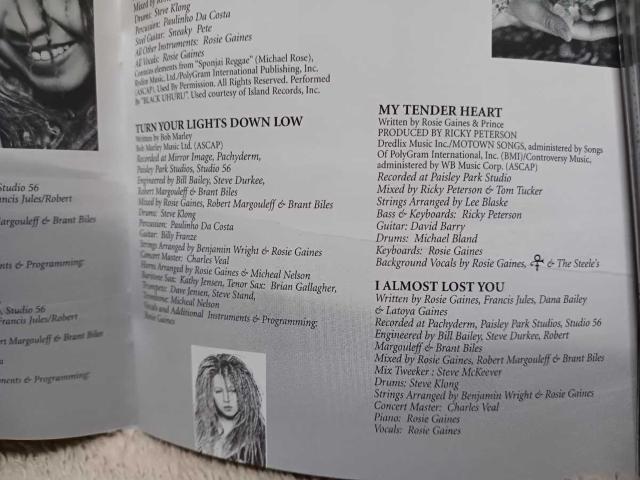 Studio 56
ncis Jules/Robert
argouleff & Brant Biles
nts & Programming:
o, Studio 56
Francis Jules/Robert
rt Margouleff & Brant Biles
ments & Programming:
Mixed by
Drums: Steve Klong
Percussion: Paulinho Da Costa
Steel Guitar: Sneaky Pete
All Other Instruments: Rosie Gaines
All Vocals: Rosie Gaines
Contains elements from "Sponjai Reggae" (Michael Rose),
Dredlix Music, Ltd./PolyGram International Publishing, Inc.
(ASCAP). Used By Permission. All Rights Reserved. Performed
By "BLACK UHURU". Used courtesy of Island Records, Inc.
TURN YOUR LIGHTS DOWN LOW
Written by Bob Marley
Bob Marley Music Ltd. (ASCAP)
Recorded at Mirror Image, Pachyderm,
Paisley Park Studios, Studio 56
Engineered by Bill Bailey, Steve Durkee,
Robert Margouleff & Brant Biles
Mixed by Rosie Gaines, Robert Margouleff & Brant Biles
Drums: Steve Klong
Percussion: Paulinho Da Costa
Guitar: Billy Franze
Strings Arranged by Benjamin Wright & Rosie Gaines
Concert Master: Charles Veal
Horns Arranged by Rosie Gaines & Micheal Nelson
Baritone Sax: Kathy Jensen, Tenor Sax: Brian Gallagher,
Trumpets: Dave Jensen, Steve Stand,
Trombone: Micheal Nelson
Vocals and Additional Instruments & Programming:
Rosie Gaines
MY TENDER HEART
Written by Rosie Gaines & Prince
PRODUCED BY RICKY PETERSON
Dredlix Music Inc./MOTOWN SONGS, administered by Songs
Of PolyGram International, Inc. (BMI)/Controversy Music,
administered by WB Music Corp. (ASCAP)
Recorded at Paisley Park Studio
Mixed by Ricky Peterson & Tom Tucker
Strings Arranged by Lee Blaske
Bass & Keyboards: Ricky Peterson
Guitar: David Barry
Drums: Michael Bland
Keyboards: Rosie Gaines
Background Vocals by Rosie Gaines, & The Steele's
I ALMOST LOST YOU
Written by Rosie Gaines, Francis Jules, Dana Bailey
& Latoya Gaines
Recorded at Pachyderm, Paisley Park Studios, Studio 56
Engineered by Bill Bailey, Steve Durkee, Robert
Margouleff & Brant Biles
Mixed by Rosie Gaines, Robert Margouleff & Brant Biles
Mix Tweeker : Steve McKeever
Drums: Steve Klong
Strings Arranged by Benjamin Wright & Rosie Gaines
Concert Master: Charles Veal
Piano: Rosie Gaines
Vocals: Rosie Gaines